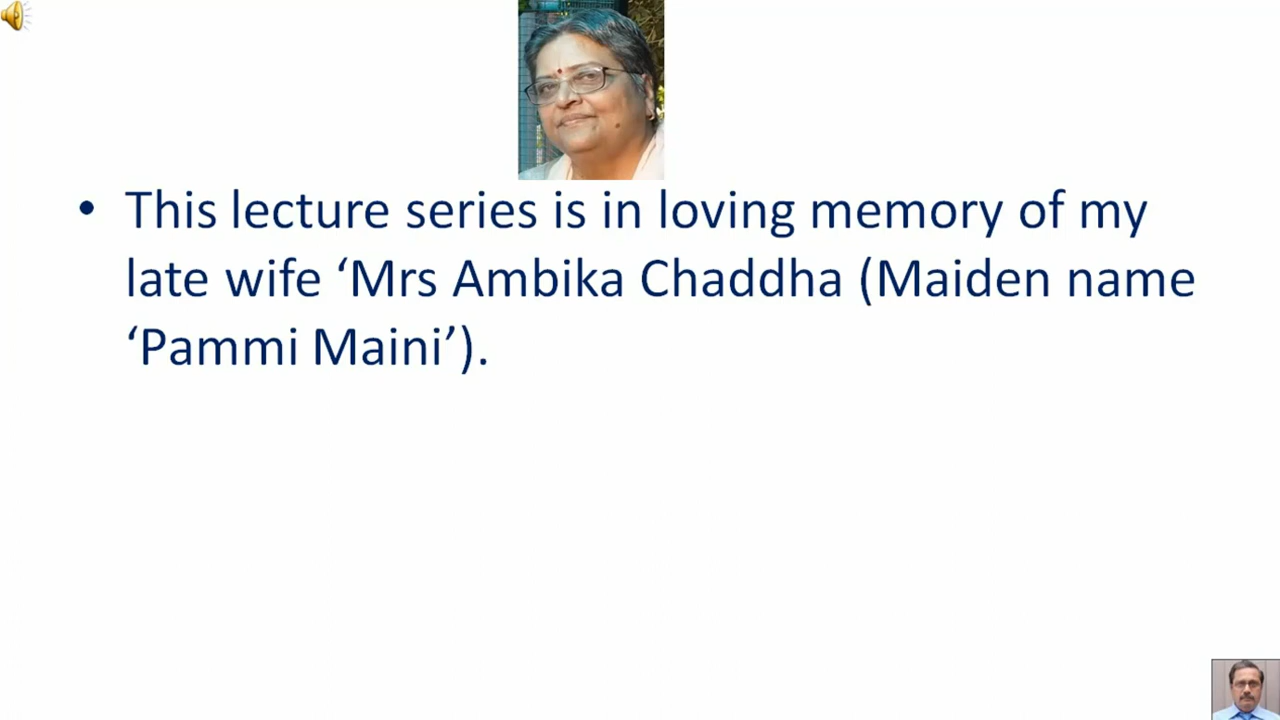 • This lecture series is in loving memory of my
late wife ‘Mrs Ambika Chaddha (Maiden name
‘Pammi Maini’).